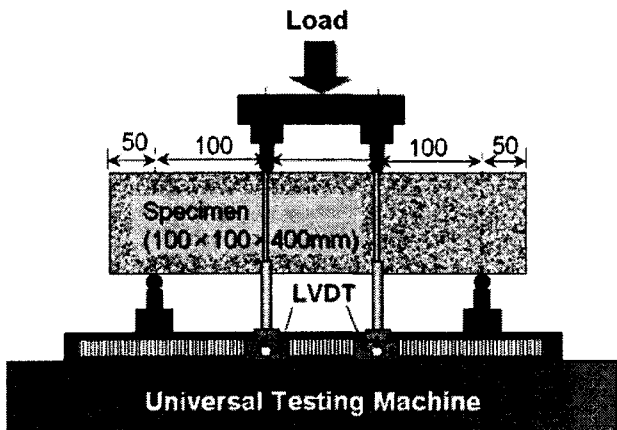 Load
50 100 100 50
Specimen
(100×100×400mm)
LVDT
Universal Testing Machine